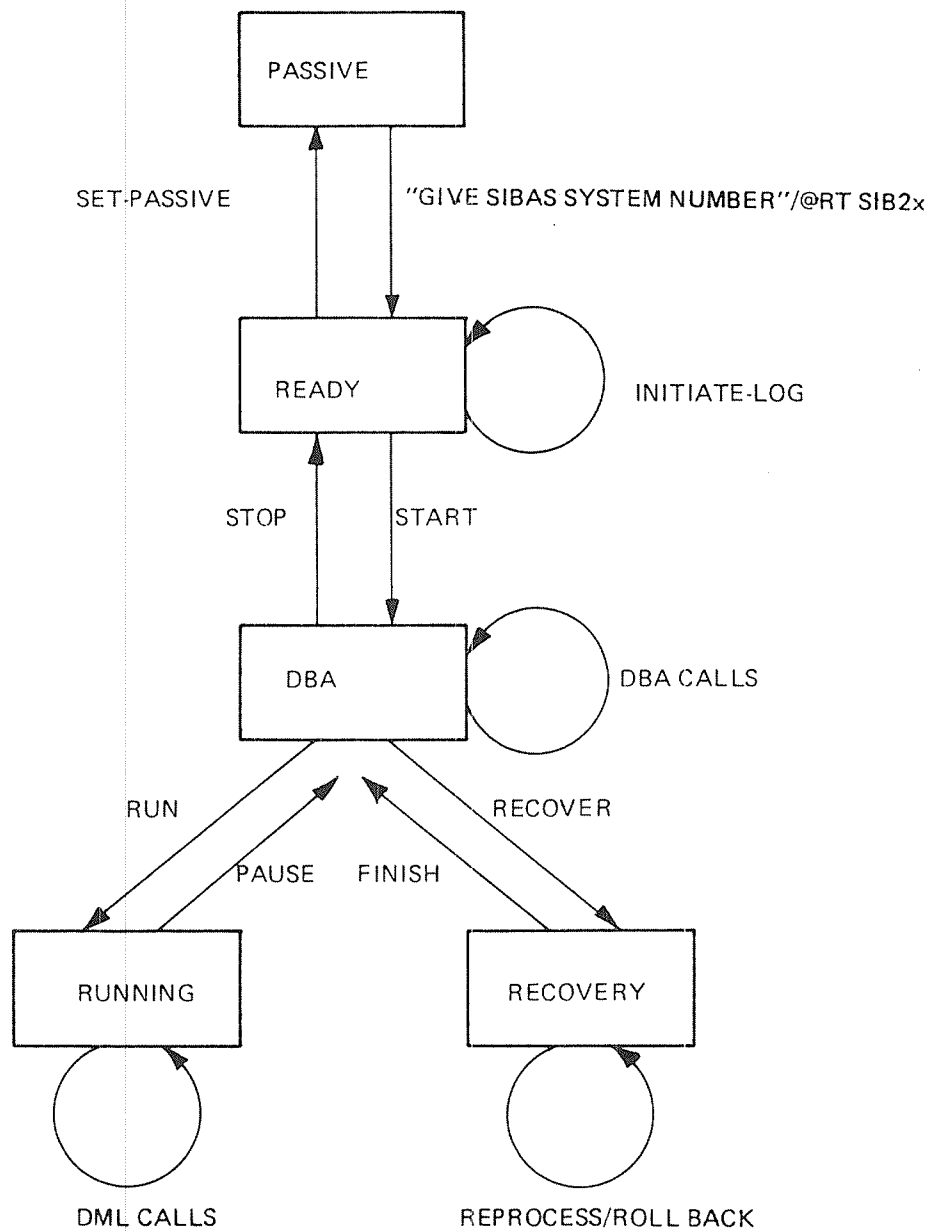 PASSIVE
SET-PASSIVE
"GIVE SIBAS SYSTEM NUMBER"/@RT SIB2x
READY
INITIATE-LOG
STOP
START
DBA
DBA CALLS
RUN
RECOVER
PAUSE
FINISH
RUNNING
RECOVERY
DML CALLS
REPROCESS/ROLL BACK